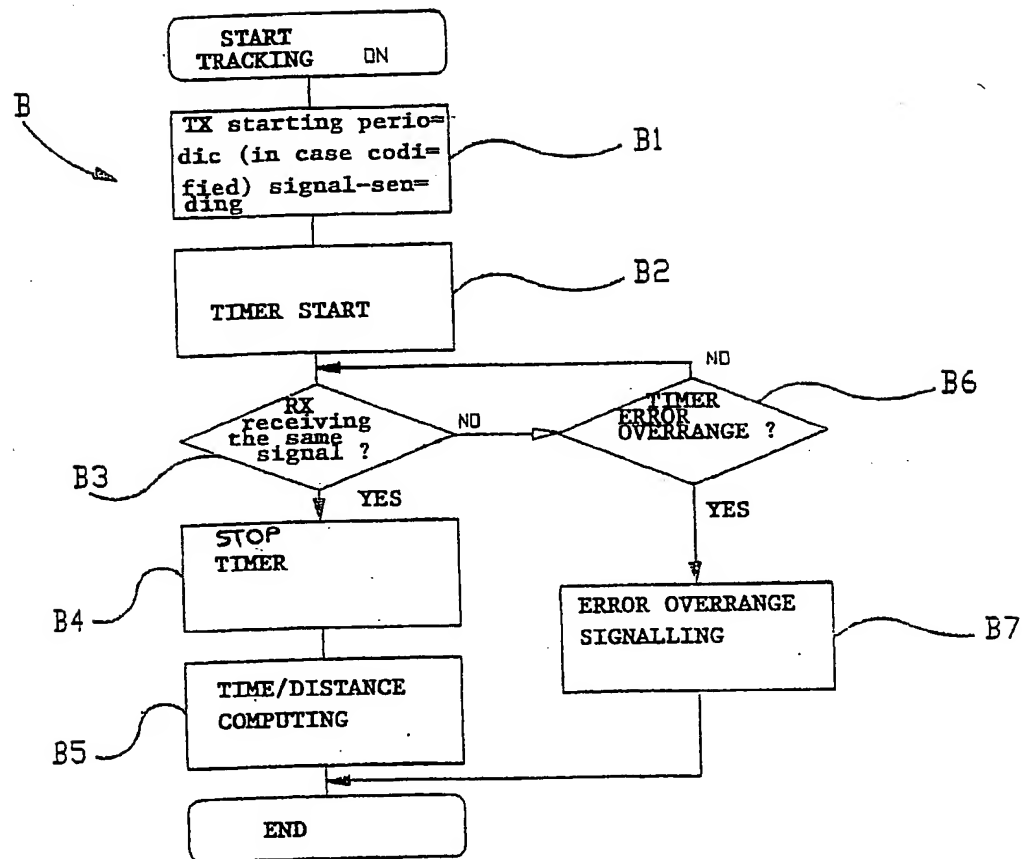 START
TRACKING ON
B
TX starting perio=
dic (in case codi=
fied) signal-sen=
ding
B1
TIMER START
B2
NO
B6
RX
receiving
the same
signal ?
NO
TIMER
ERROR
OVERRANGE ?
B3
YES
YES
STOP
TIMER
B4
ERROR OVERRANGE
SIGNALLING
B7
TIME/DISTANCE
COMPUTING
B5
END